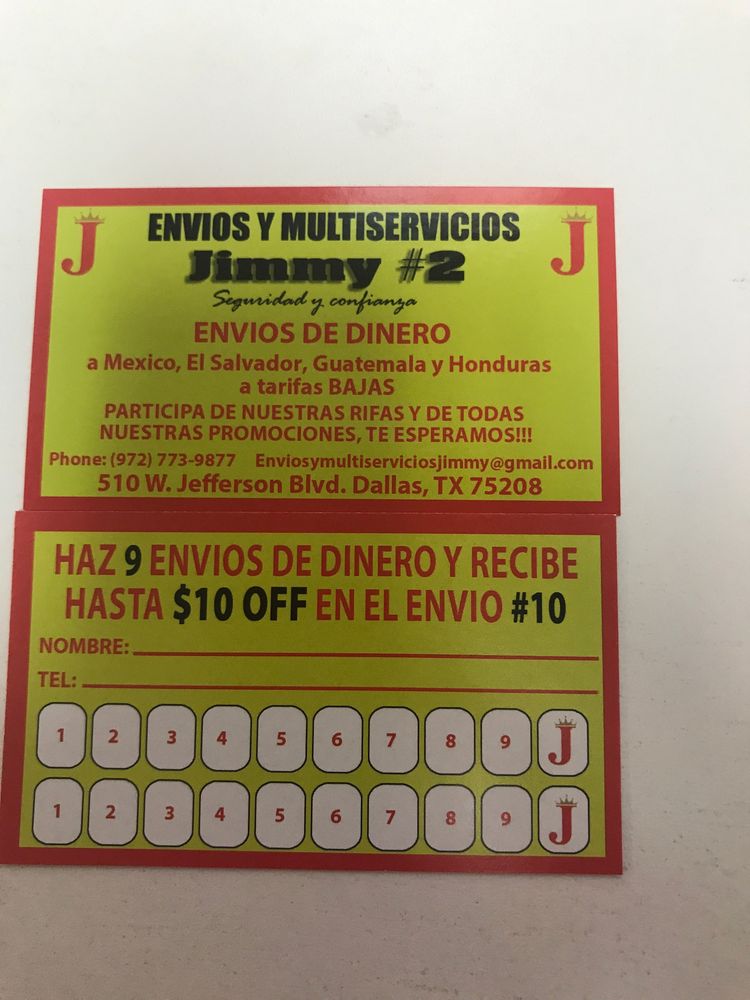 J
ENVIOS Y MULTISERVICIOS
J
Jimmy #2
Seguridad y confianza
ENVIOS DE DINERO
a Mexico, El Salvador, Guatemala y Honduras
a tarifas BAJAS
PARTICIPA DE NUESTRAS RIFAS Y DE TODAS
NUESTRAS PROMOCIONES, TE ESPERAMOS!!!
Phone: (972) 773-9877 Enviosymultiserviciosjimmy@gmail.com
510 W. Jefferson Blvd. Dallas, TX 75208
HAZ 9 ENVIOS DE DINERO Y RECIBE
HASTA $10 OFF EN EL ENVIO #10
NOMBRE:
TEL:
1 2 3 4 5 6 7 8 9 J
1 2 3 4 5 6 7 8 9 J